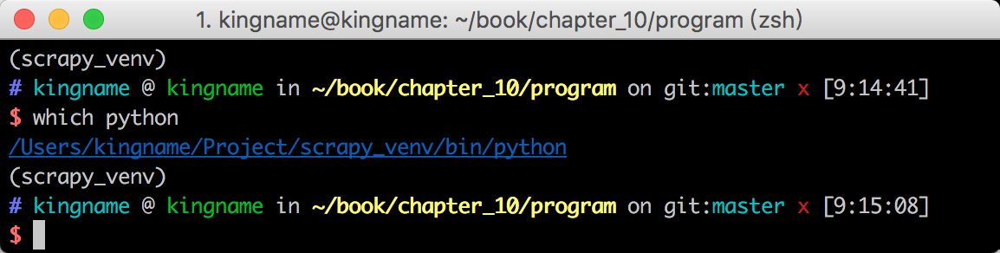 1. kingname@kingname: ~/book/chapter_10/program (zsh)
(scrapy_venv)
# kingname @ kingname in ~/book/chapter_10/program on git:master x [9:14:41]
$ which python
/Users/kingname/Project/scrapy_venv/bin/python
(scrapy_venv)
# kingname @ kingname in ~/book/chapter_10/program on git:master x [9:15:08]
$